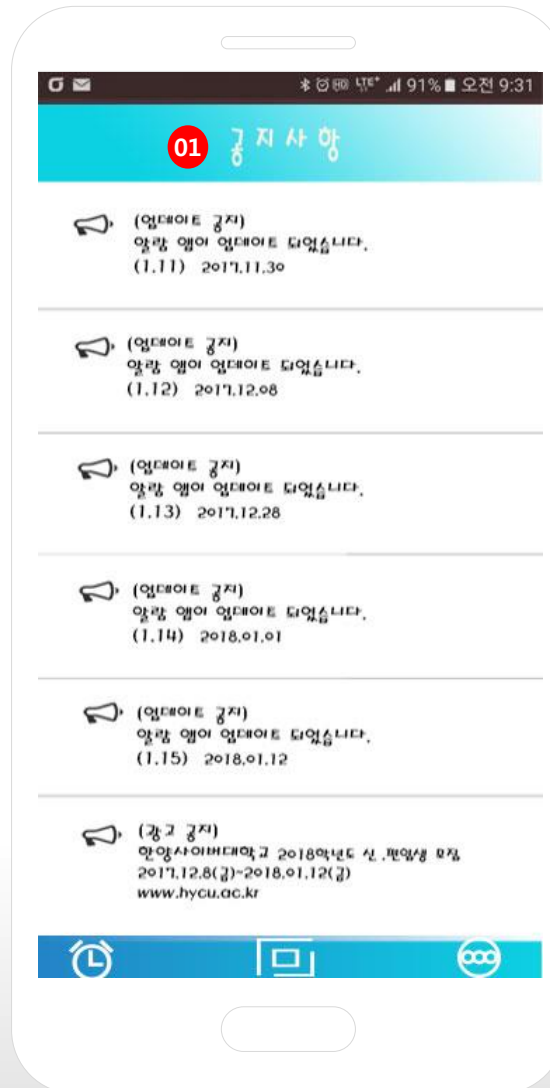 HD LTE+ 91% 오전 9:31
01 공지사항
(업데이트 공지)
알람 앱이 업데이트 되었습니다.
(1.11) 2017.11.30
(업데이트 공지)
알람 앱이 업데이트 되었습니다.
(1.12) 2017.12.08
(업데이트 공지)
알람 앱이 업데이트 되었습니다.
(1.13) 2017.12.28
(업데이트 공지)
알람 앱이 업데이트 되었습니다.
(1.14) 2018.01.01
(업데이트 공지)
알람 앱이 업데이트 되었습니다.
(1.15) 2018.01.12
(광고 공지)
한양사이버대학교 2018학년도 신.편입생 모집
2017.12.8(금)~2018.01.12(금)
www.hycu.ac.kr